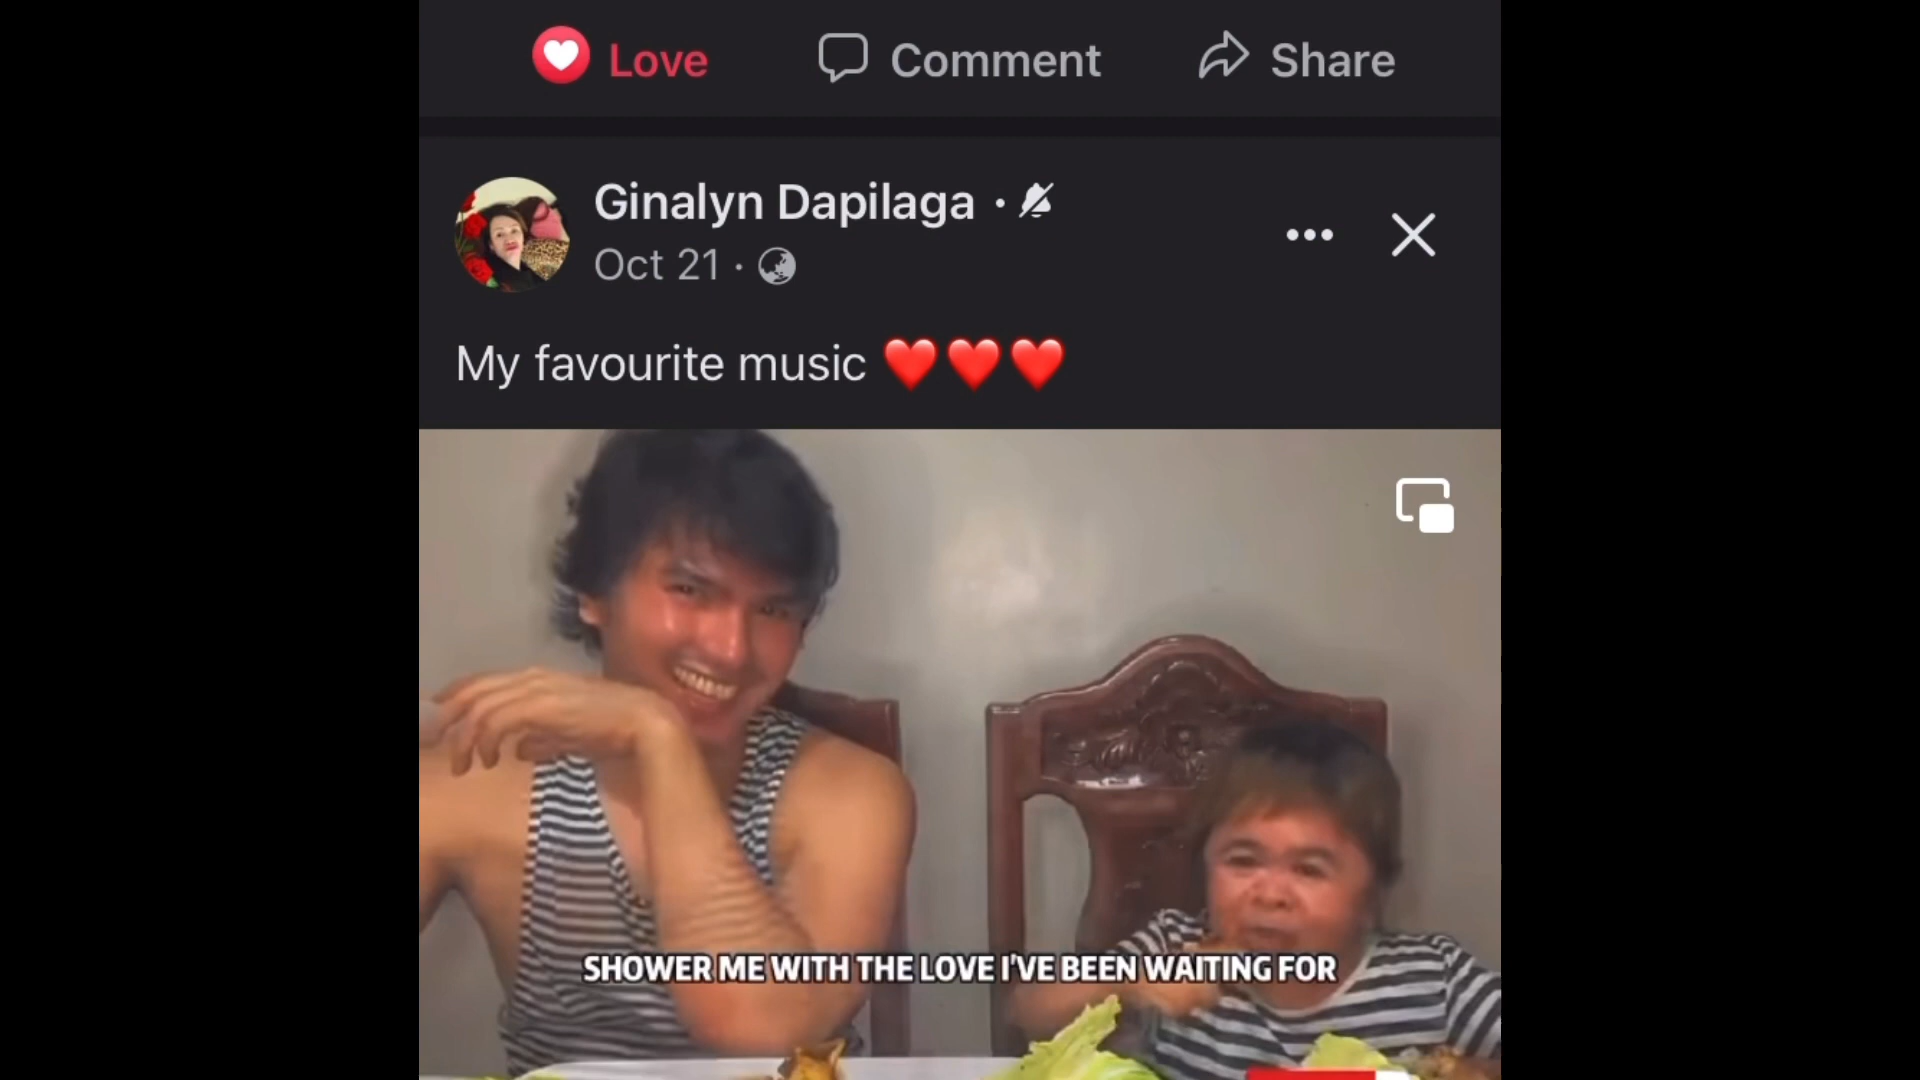 Love Comment Share
Ginalyn Dapilaga ·
Oct 21 ·
My favourite music ❤️❤️❤️
SHOWER ME WITH THE LOVE I'VE BEEN WAITING FOR